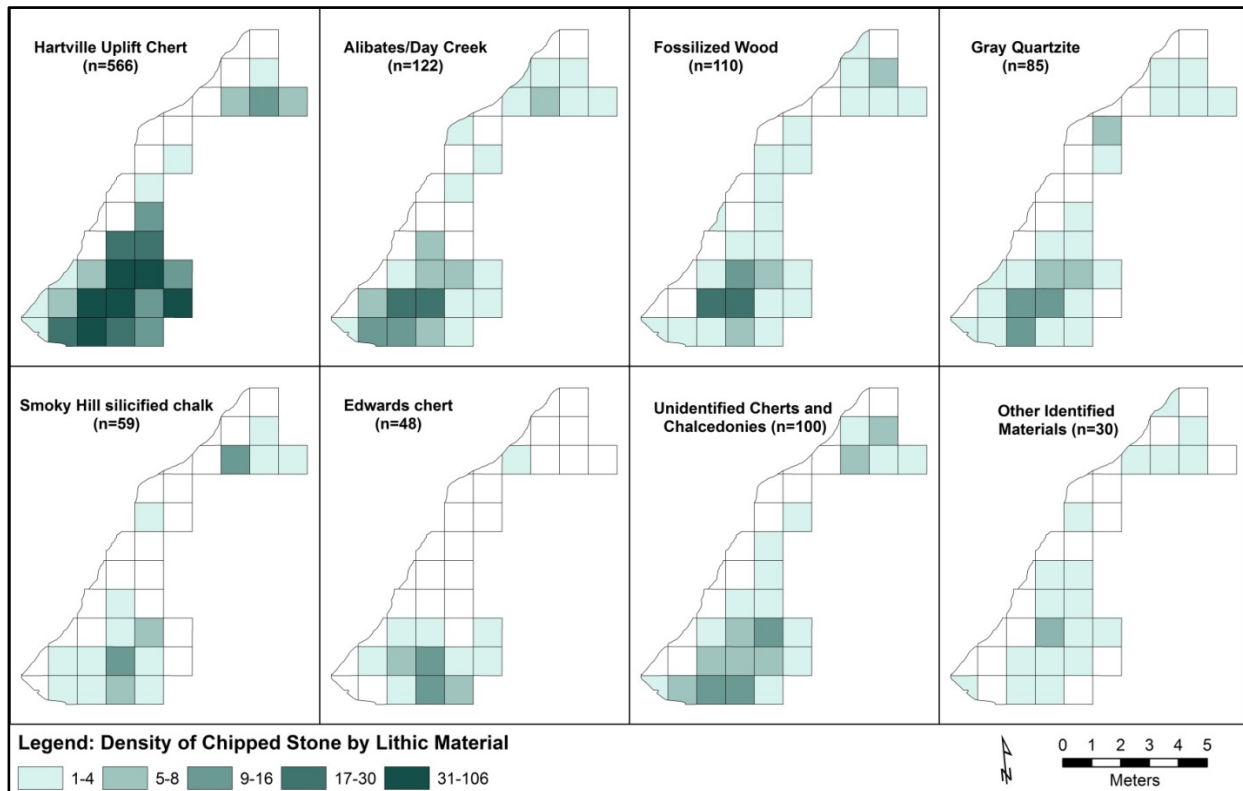 Hartville Uplift Chert
(n=566)
Alibates/Day Creek
(n=122)
Fossilized Wood
(n=110)
Gray Quartzite
(n=85)
Smoky Hill silicified chalk
(n=59)
Edwards chert
(n=48)
Unidentified Cherts and
Chalcedonies (n=100)
Other Identified
Materials (n=30)
Legend: Density of Chipped Stone by Lithic Material
1-4 5-8 9-16 17-30 31-106
N
0 1 2 3 4 5
Meters